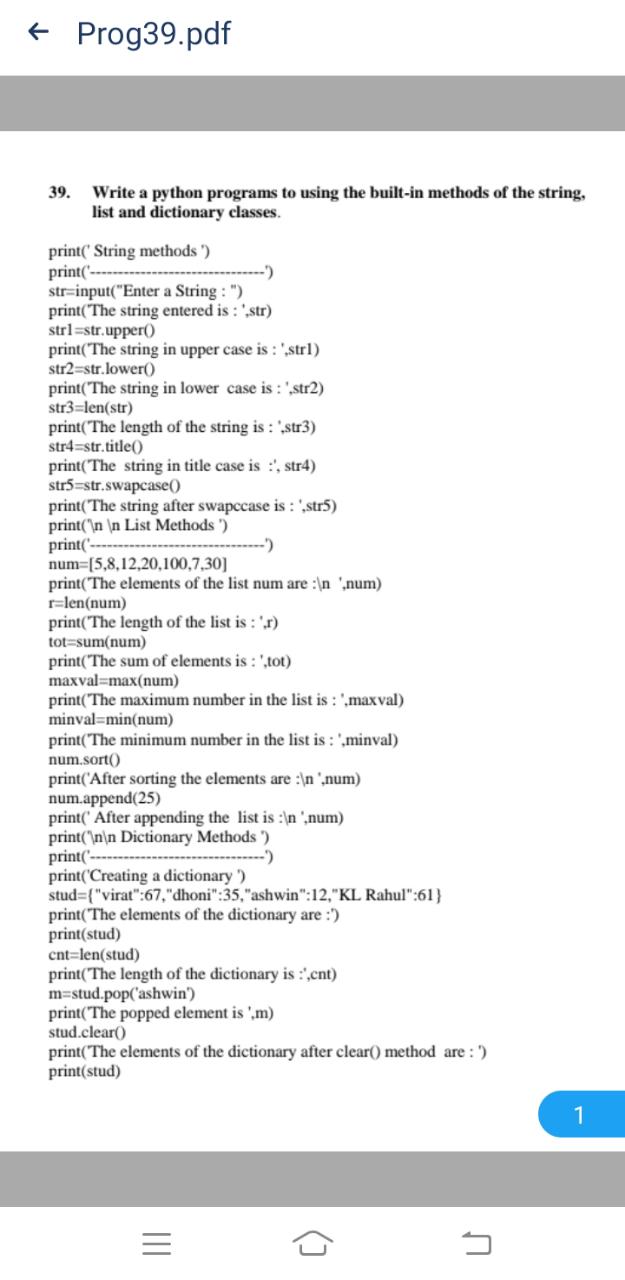 Prog39.pdf
39. Write a python programs to using the built-in methods of the string,
list and dictionary classes.
print(' String methods ')
print('--------------------------------')
str=input("Enter a String : ")
print('The string entered is : ',str)
str1=str.upper()
print('The string in upper case is : ',str1)
str2=str.lower()
print('The string in lower  case is : ',str2)
str3=len(str)
print('The length of the string is : ',str3)
str4=str.title()
print('The  string in title case is  :', str4)
str5=str.swapcase()
print('The string after swapccase is : ',str5)
print('\n \n List Methods ')
print('--------------------------------')
num=[5,8,12,20,100,7,30]
print('The elements of the list num are :\n  ',num)
r=len(num)
print('The length of the list is : ',r)
tot=sum(num)
print('The sum of elements is : ',tot)
maxval=max(num)
print('The maximum number in the list is : ',maxval)
minval=min(num)
print('The minimum number in the list is : ',minval)
num.sort()
print('After sorting the elements are :\n ',num)
num.append(25)
print(' After appending the  list is :\n ',num)
print('\n\n Dictionary Methods ')
print('--------------------------------')
print('Creating a dictionary ')
stud={"virat":67,"dhoni":35,"ashwin":12,"KL Rahul":61}
print('The elements of the dictionary are :')
print(stud)
cnt=len(stud)
print('The length of the dictionary is :',cnt)
m=stud.pop('ashwin')
print('The popped element is ',m)
stud.clear()
print('The elements of the dictionary after clear() method  are : ')
print(stud)
1